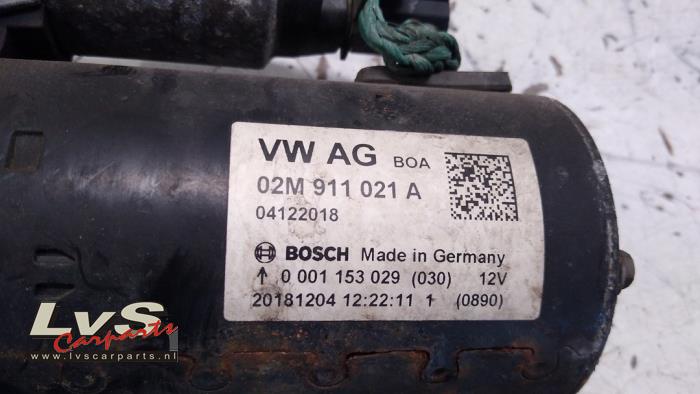 VW AG BOA
02M 911 021 A
04122018
BOSCH Made in Germany
↑ 0 001 153 029 (030) 12V
20181204 12:22:11 1 (0890)
LvS
Carparts
www.lvscarparts.nl